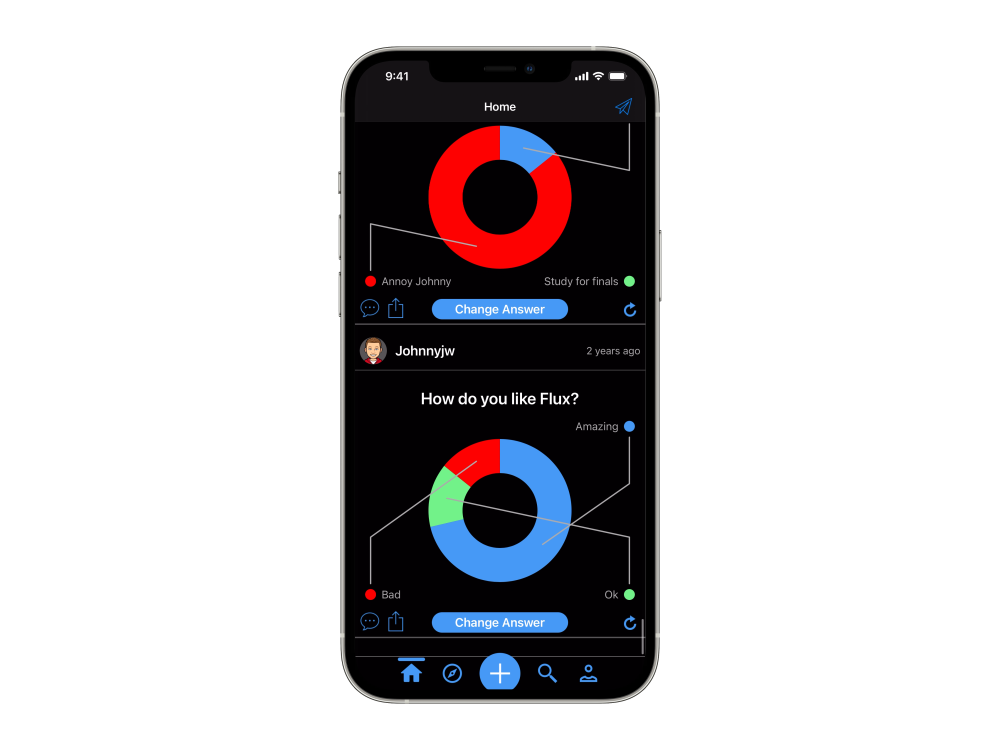 9:41
Home
Annoy Johnny
Study for finals
Change Answer
Johnnyjw
2 years ago
How do you like Flux?
Amazing
Bad
Ok
Change Answer